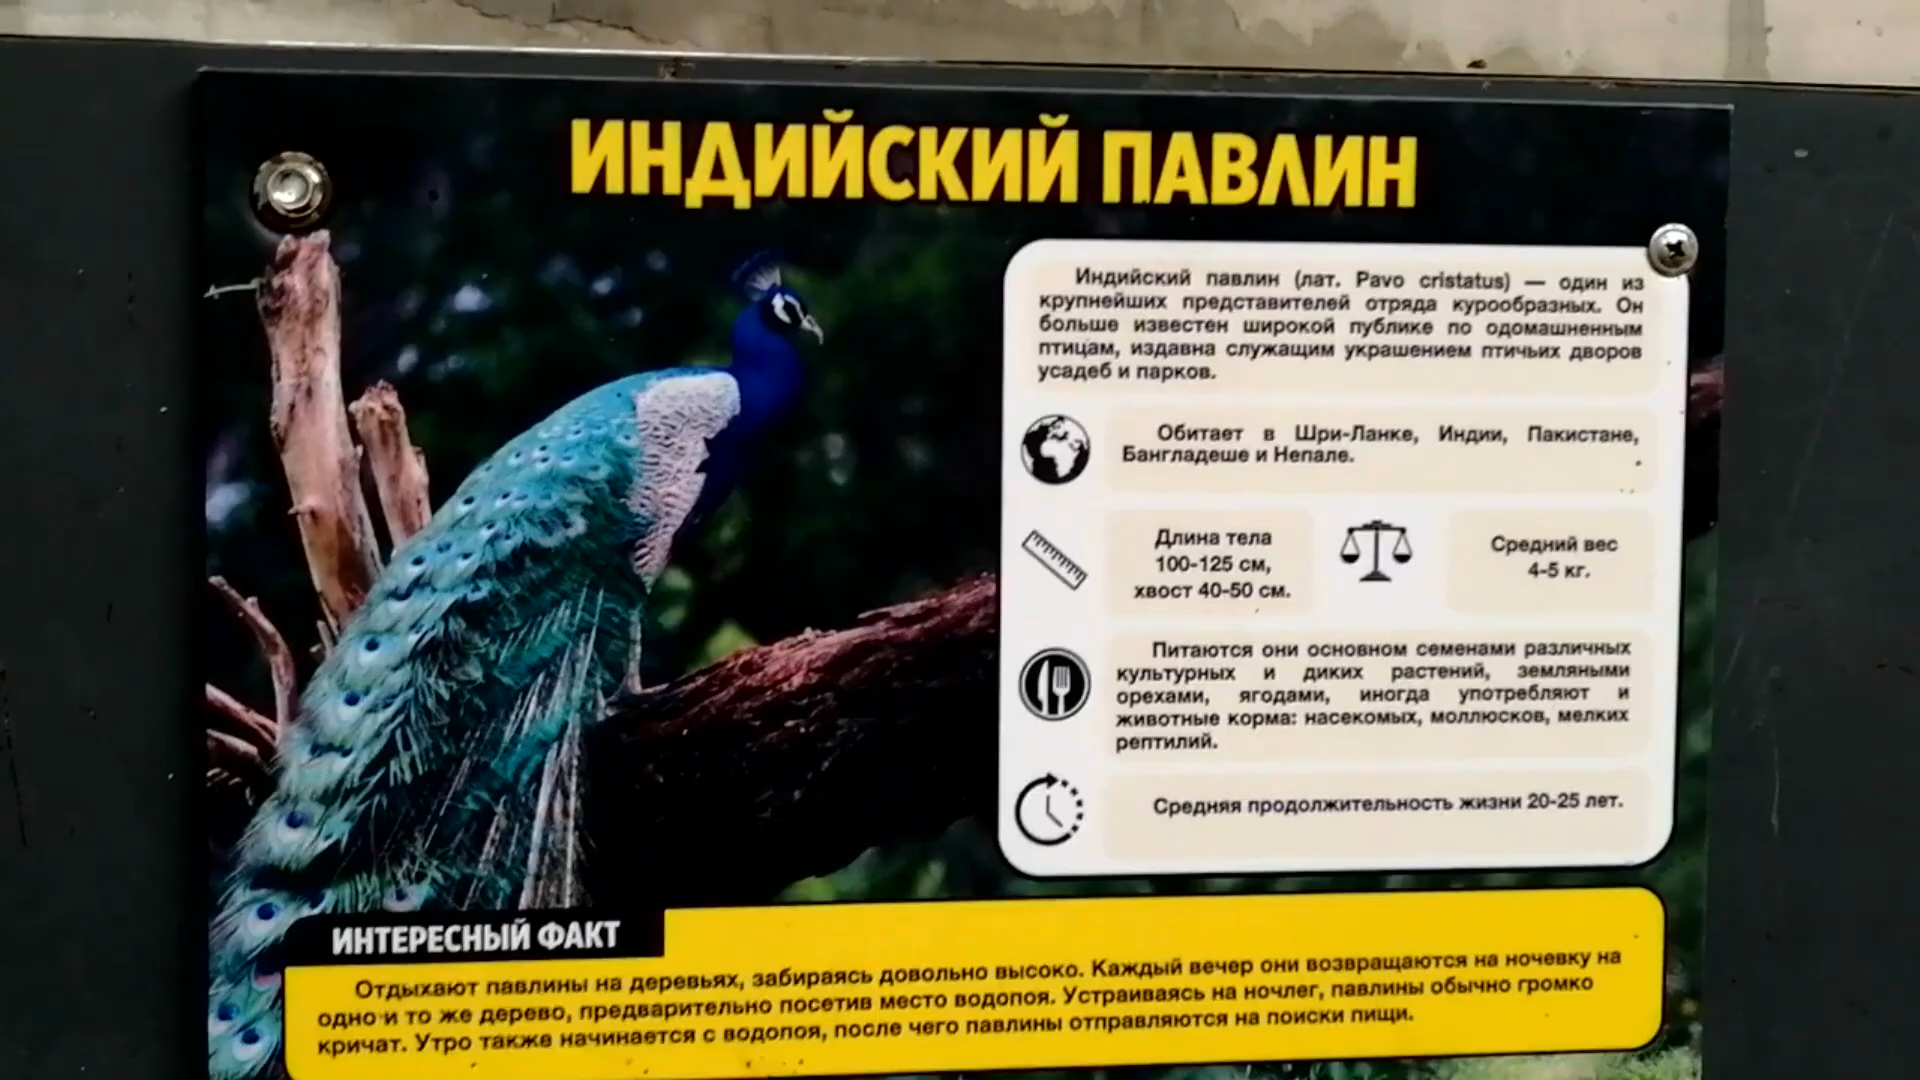 ИНДИЙСКИЙ ПАВЛИН
Индийский павлин (лат. Pavo cristatus) — один из
крупнейших представителей отряда курообразных. Он
больше известен широкой публике по одомашненным
птицам, издавна служащим украшением птичьих дворов
усадеб и парков.
Обитает в Шри-Ланке, Индии, Пакистане,
Бангладеше и Непале.
Длина тела
100-125 см,
хвост 40-50 см.
Средний вес
4-5 кг.
Питаются они основном семенами различных
культурных и диких растений, земляными
орехами, ягодами, иногда употребляют и
животные корма: насекомых, моллюсков, мелких
рептилий.
Средняя продолжительность жизни 20-25 лет.
ИНТЕРЕСНЫЙ ФАКТ
Отдыхают павлины на деревьях, забираясь довольно высоко. Каждый вечер они возвращаются на ночевку на
одно и то же дерево, предварительно посетив место водопоя. Устраиваясь на ночлег, павлины обычно громко
кричат. Утро также начинается с водопоя, после чего павлины отправляются на поиски пищи.